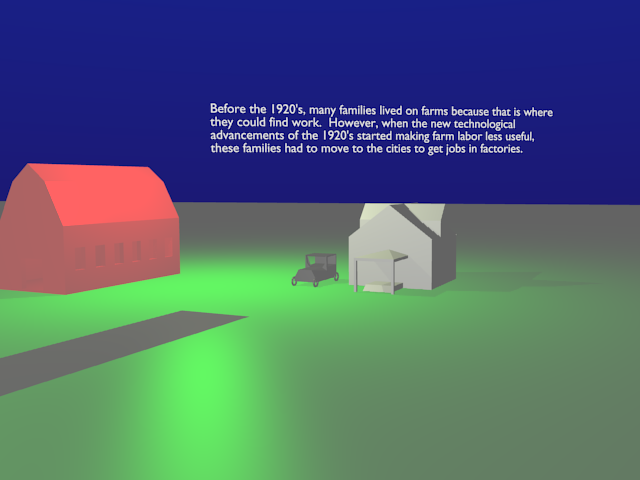 Before the 1920's, many families lived on farms because that is where
they could find work.  However, when the new technological
advancements of the 1920's started making farm labor less useful,
these families had to move to the cities to get jobs in factories.